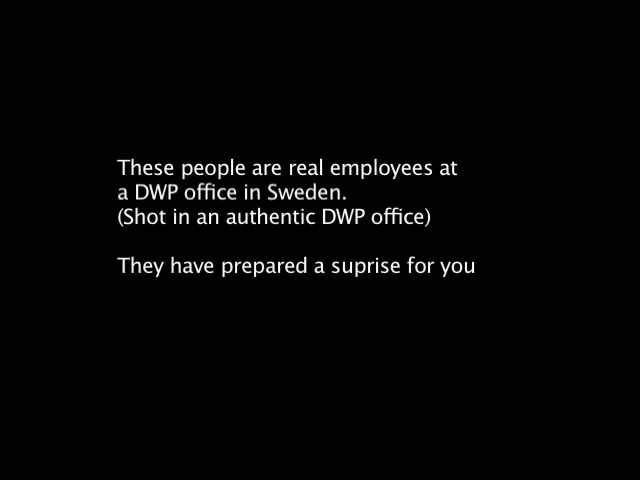 These people are real employees at
a DWP office in Sweden.
(Shot in an authentic DWP office)
They have prepared a suprise for you